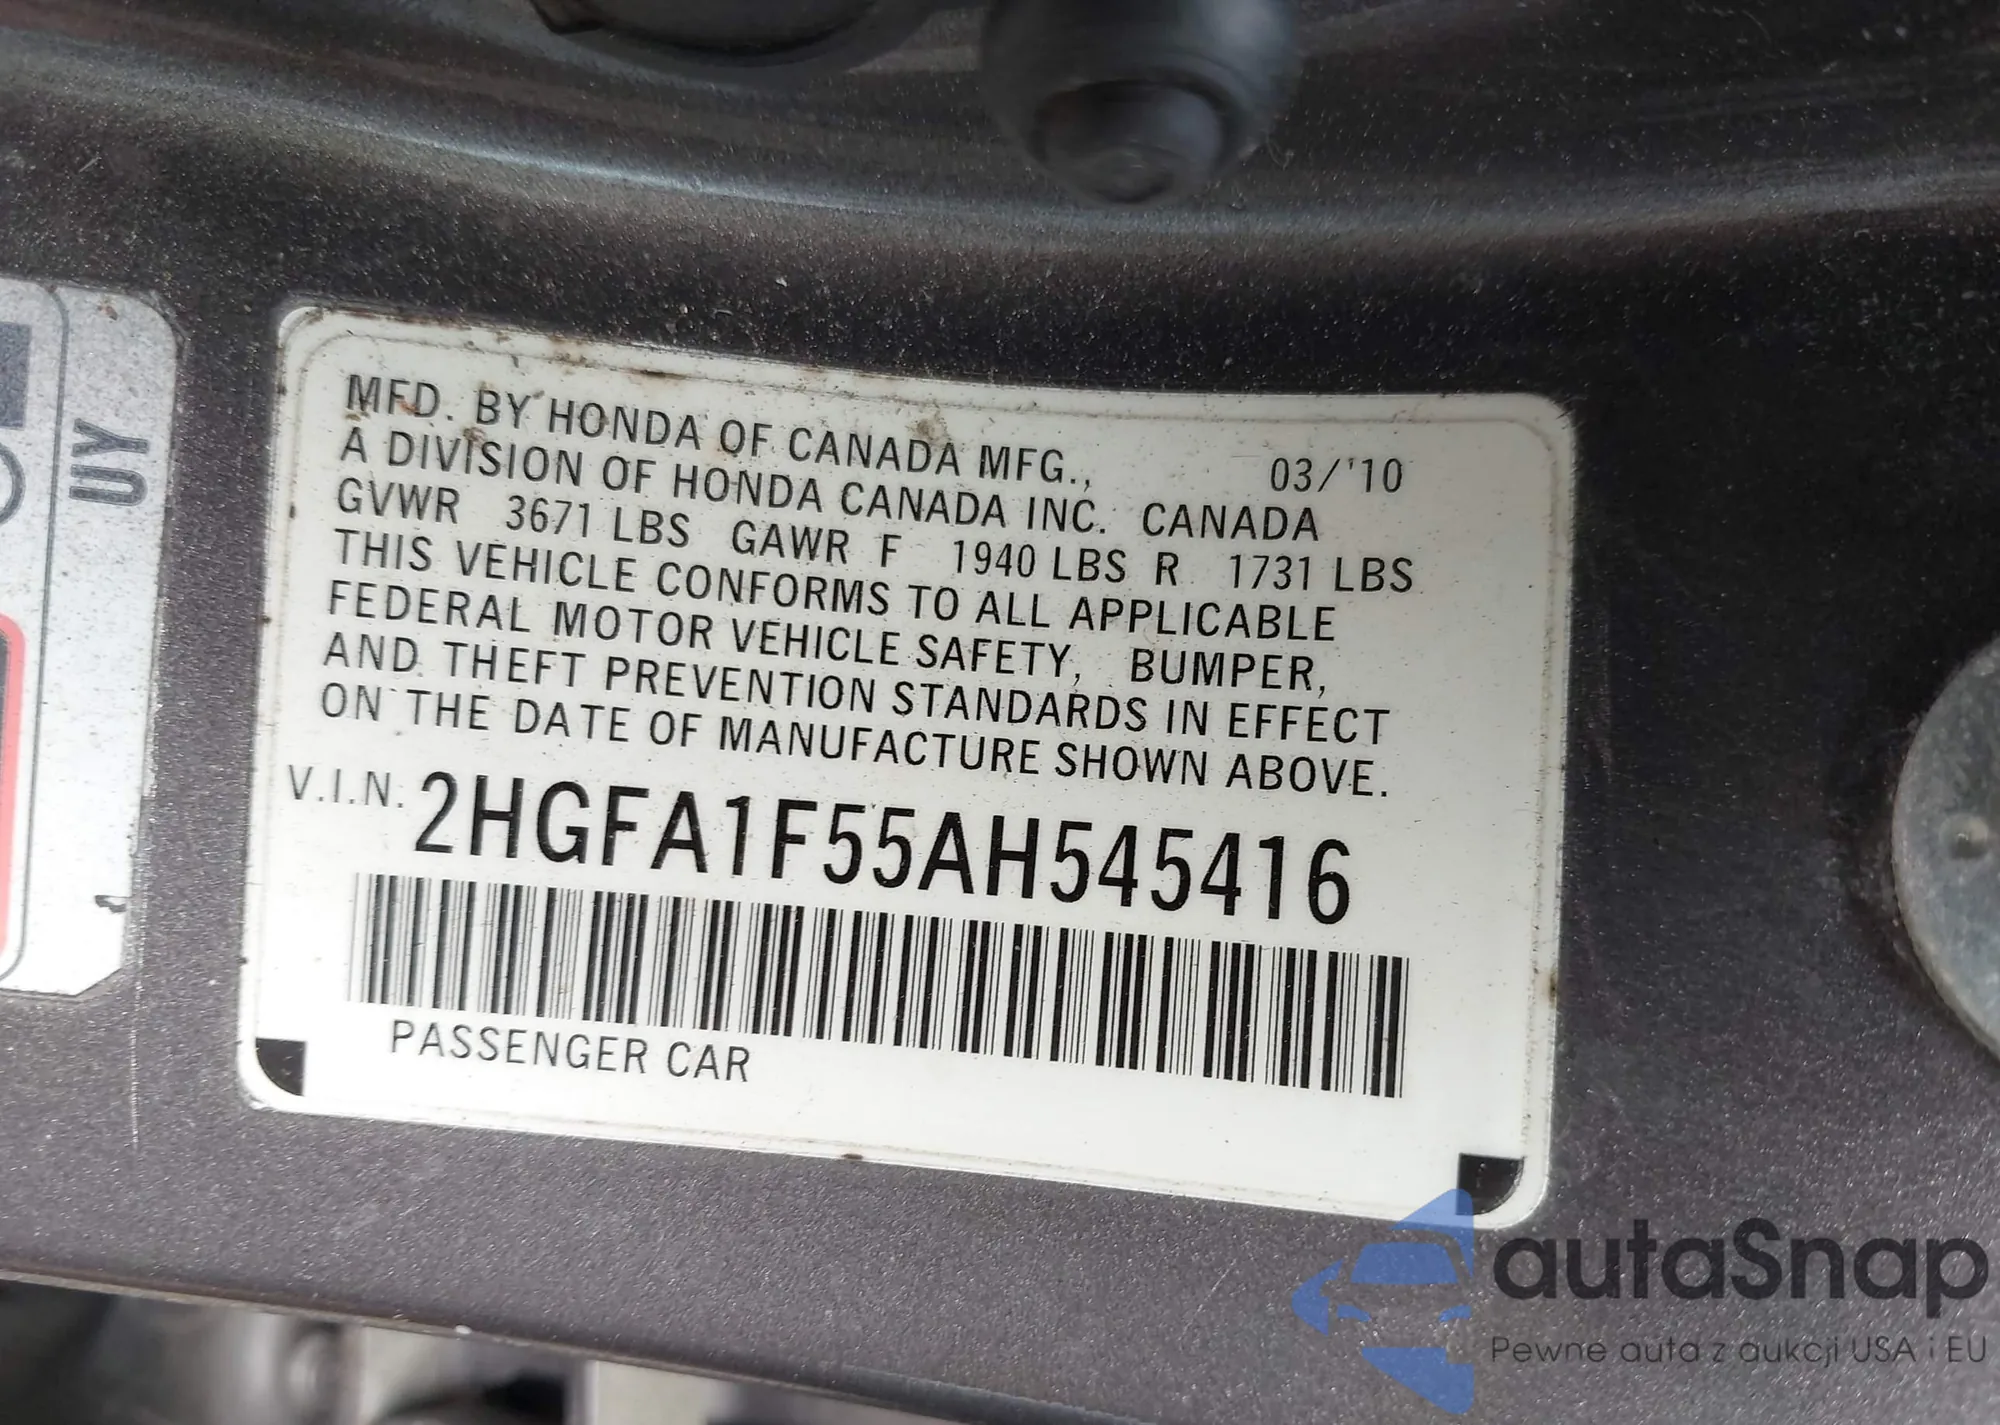 UY
MFD. BY HONDA OF CANADA MFG., 03/'10
A DIVISION OF HONDA CANADA INC. CANADA
GVWR 3671 LBS GAWR F 1940 LBS R 1731 LBS
THIS VEHICLE CONFORMS TO ALL APPLICABLE
FEDERAL MOTOR VEHICLE SAFETY, BUMPER,
AND THEFT PREVENTION STANDARDS IN EFFECT
ON THE DATE OF MANUFACTURE SHOWN ABOVE.
V.I.N. 2HGFA1F55AH545416
PASSENGER CAR
autaSnap
Pewne auta z aukcji USA i EU